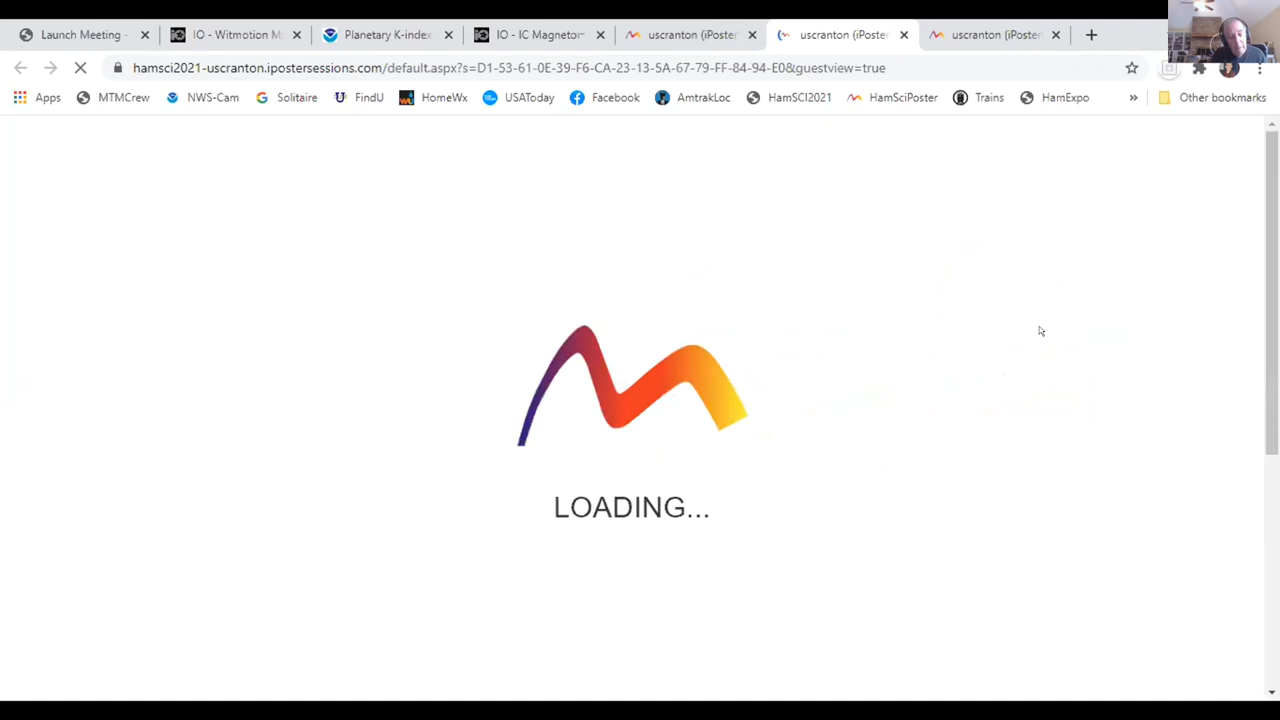 Launch Meeting -
IO - Witmotion M
Planetary K-index
IO - IC Magnetom
uscranton (iPoster
uscranton (iPoster
uscranton (iPoster
hamsci2021-uscranton.ipostersessions.com/default.aspx?s=D1-53-61-0E-39-F6-CA-23-13-5A-67-79-FF-84-94-E0&guestview=true
Apps
MTMCrew
NWS-Cam
Solitaire
FindU
HomeWx
USAToday
Facebook
AmtrakLoc
HamSCI2021
HamSciPoster
Trains
HamExpo
»
Other bookmarks
LOADING...